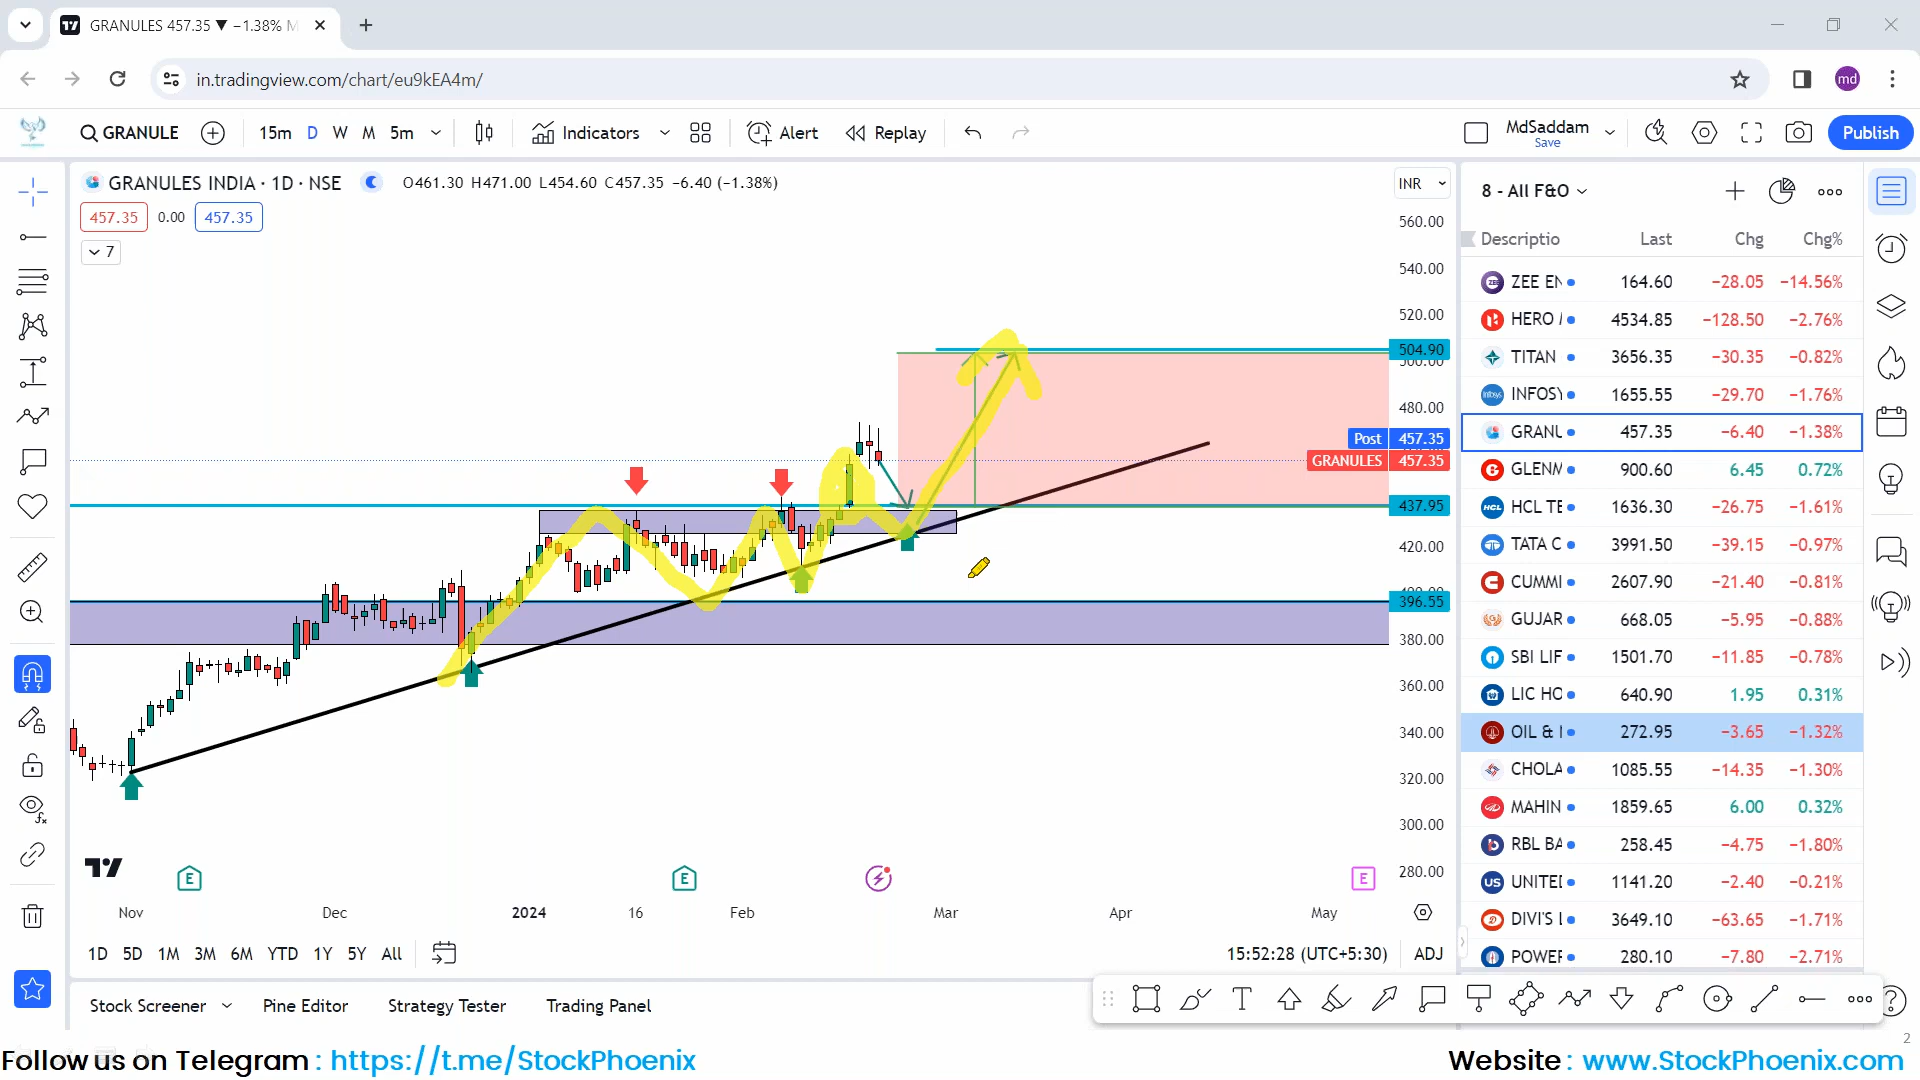 GRANULES 457.35 ▼ −1.38% M
in.tradingview.com/chart/eu9kEA4m/
md
GRANULE 15m D W M 5m Indicators Alert Replay MdSaddam Save Publish
GRANULES INDIA · 1D · NSE O461.30 H471.00 L454.60 C457.35 −6.40 (−1.38%)
457.35 0.00 457.35
7
INR
560.00
540.00
520.00
504.90
500.00
480.00
Post 457.35
GRANULES 457.35
437.95
420.00
400.00
396.55
380.00
360.00
340.00
320.00
300.00
280.00
E E E
Nov Dec 2024 16 Feb Mar Apr May
1D 5D 1M 3M 6M YTD 1Y 5Y All 15:52:28 (UTC+5:30) ADJ
Stock Screener Pine Editor Strategy Tester Trading Panel
8 - All F&O
Descriptio Last Chg Chg%
ZEE EN 164.60 −28.05 −14.56%
HERO 4534.85 −128.50 −2.76%
TITAN 3656.35 −30.35 −0.82%
INFOSY 1655.55 −29.70 −1.76%
GRANU 457.35 −6.40 −1.38%
GLENM 900.60 6.45 0.72%
HCL TE 1636.30 −26.75 −1.61%
TATA C 3991.50 −39.15 −0.97%
CUMMI 2607.90 −21.40 −0.81%
GUJAR 668.05 −5.95 −0.88%
SBI LIF 1501.70 −11.85 −0.78%
LIC HO 640.90 1.95 0.31%
OIL & 272.95 −3.65 −1.32%
CHOLA 1085.55 −14.35 −1.30%
MAHIN 1859.65 6.00 0.32%
RBL BA 258.45 −4.75 −1.80%
UNITED 1141.20 −2.40 −0.21%
DIVI'S L 3649.10 −63.65 −1.71%
POWER 280.10 −7.80 −2.71%
2
Follow us on Telegram : https://t.me/StockPhoenix
Website : www.StockPhoenix.com